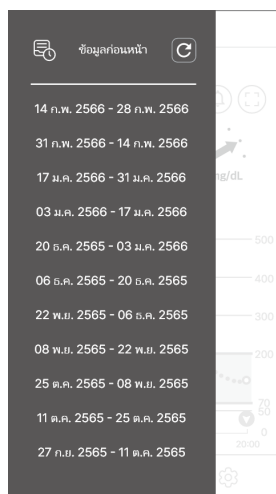 ข้อมูลก่อนหน้า
14 ก.พ. 2566 - 28 ก.พ. 2566
31 ก.พ. 2566 - 14 ก.พ. 2566
17 ม.ค. 2566 - 31 ม.ค. 2566
03 ม.ค. 2566 - 17 ม.ค. 2566
20 ธ.ค. 2565 - 03 ม.ค. 2566
06 ธ.ค. 2565 - 20 ธ.ค. 2565
22 พ.ย. 2565 - 06 ธ.ค. 2565
08 พ.ย. 2565 - 22 พ.ย. 2565
25 ต.ค. 2565 - 08 พ.ย. 2565
11 ต.ค. 2565 - 25 ต.ค. 2565
27 ก.ย. 2565 - 11 ต.ค. 2565
ng/dL
500
400
300
200
70
50
0
20:00